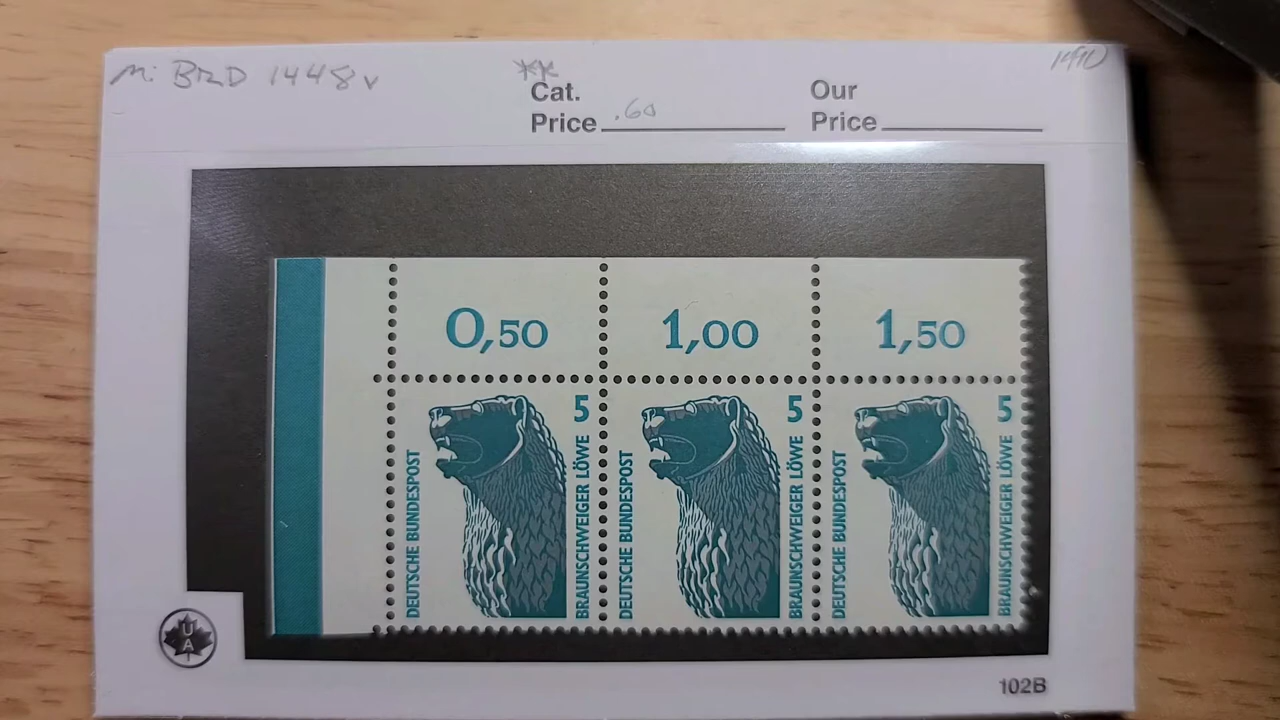 Mi BRD 1448v
**
1490
Cat.
Price .60
Our
Price
0,50
1,00
1,50
5
DEUTSCHE BUNDESPOST
BRAUNSCHWEIGER LÖWE
5
DEUTSCHE BUNDESPOST
BRAUNSCHWEIGER LÖWE
5
DEUTSCHE BUNDESPOST
BRAUNSCHWEIGER LÖWE
U
A
102B